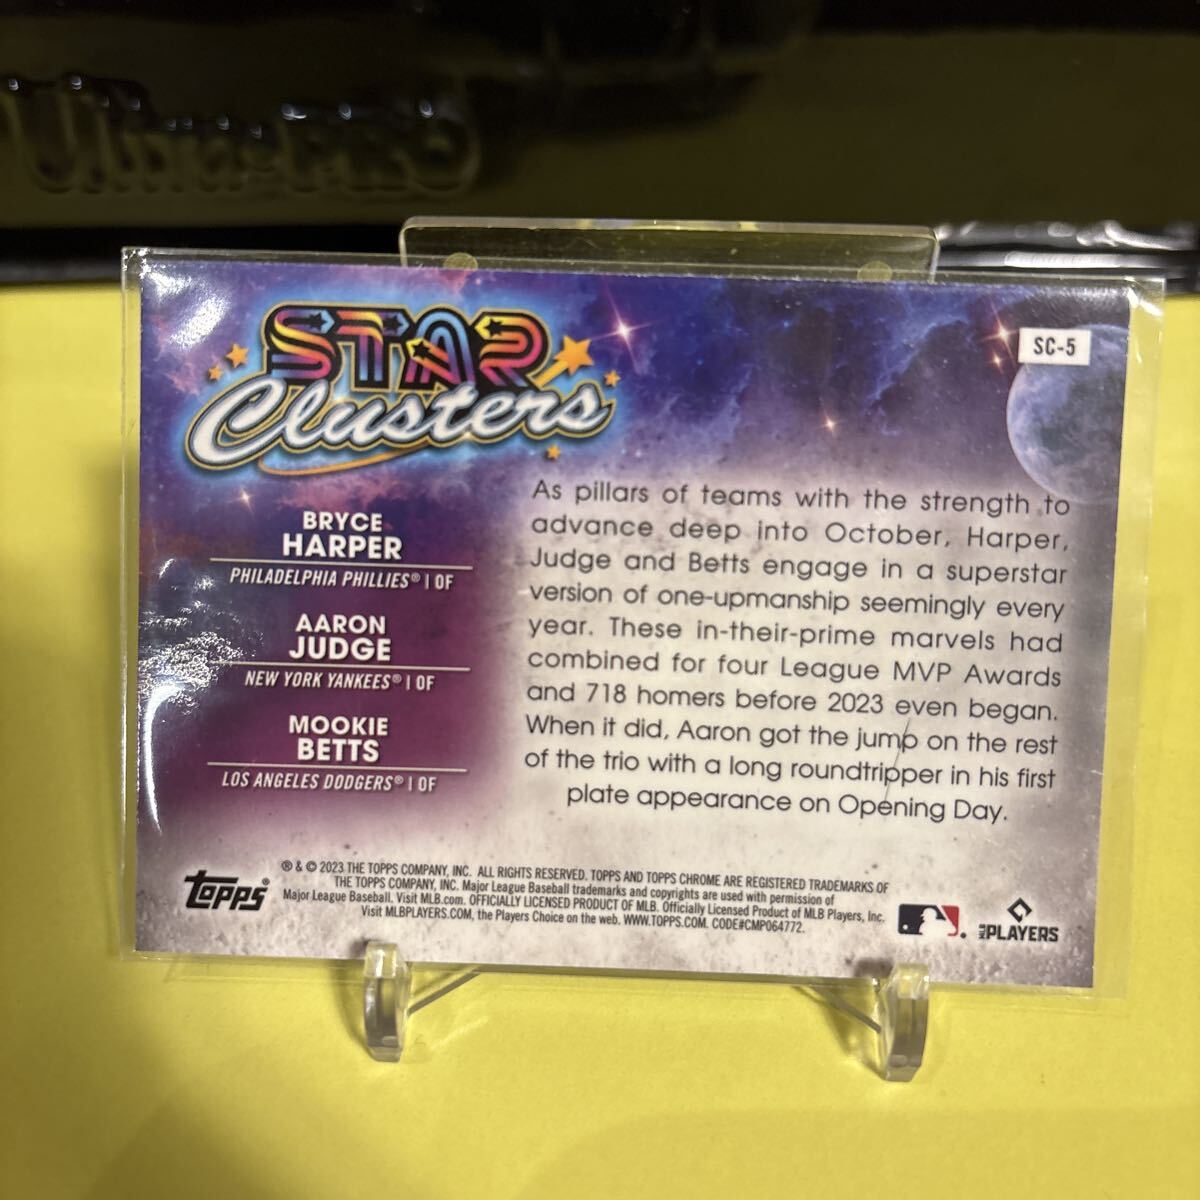 Ultra•PRO
STAR
Clusters
SC-5
BRYCE
HARPER
PHILADELPHIA PHILLIES® | OF
AARON
JUDGE
NEW YORK YANKEES® | OF
MOOKIE
BETTS
LOS ANGELES DODGERS® | OF
As pillars of teams with the strength to
advance deep into October, Harper,
Judge and Betts engage in a superstar
version of one-upmanship seemingly every
year. These in-their-prime marvels had
combined for four League MVP Awards
and 718 homers before 2023 even began.
When it did, Aaron got the jump on the rest
of the trio with a long roundtripper in his first
plate appearance on Opening Day.
TOPPS®
® & © 2023 THE TOPPS COMPANY, INC. ALL RIGHTS RESERVED. TOPPS AND TOPPS CHROME ARE REGISTERED TRADEMARKS OF
THE TOPPS COMPANY, INC. Major League Baseball trademarks and copyrights are used with permission of
Major League Baseball. Visit MLB.com. OFFICIALLY LICENSED PRODUCT OF MLB. Officially Licensed Product of MLB Players, Inc.
Visit MLBPLAYERS.COM, the Players Choice on the web. WWW.TOPPS.COM. CODE#CMP064772.
MLB PLAYERS